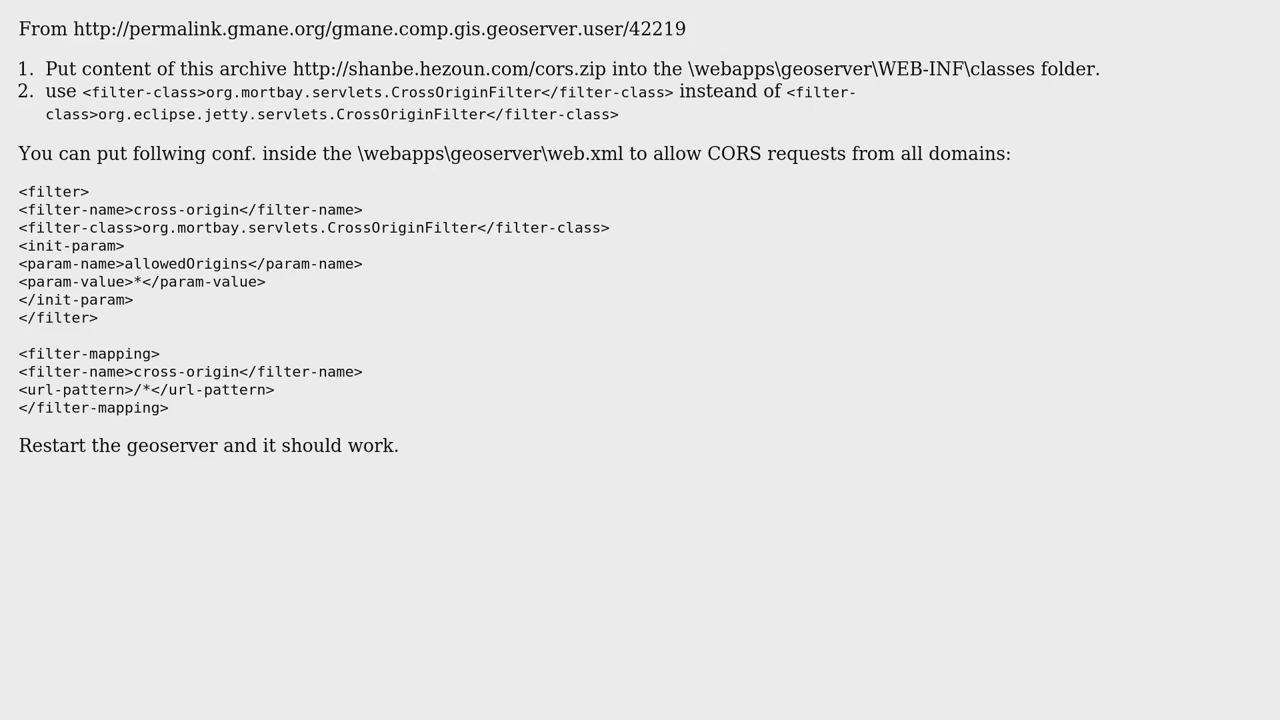 From http://permalink.gmane.org/gmane.comp.gis.geoserver.user/42219
1. Put content of this archive http://shanbe.hezoun.com/cors.zip into the \webapps\geoserver\WEB-INF\classes folder.
2. use <filter-class>org.mortbay.servlets.CrossOriginFilter</filter-class> insteand of <filter-
class>org.eclipse.jetty.servlets.CrossOriginFilter</filter-class>
You can put follwing conf. inside the \webapps\geoserver\web.xml to allow CORS requests from all domains:
<filter>
<filter-name>cross-origin</filter-name>
<filter-class>org.mortbay.servlets.CrossOriginFilter</filter-class>
<init-param>
<param-name>allowedOrigins</param-name>
<param-value>*</param-value>
</init-param>
</filter>
<filter-mapping>
<filter-name>cross-origin</filter-name>
<url-pattern>/*</url-pattern>
</filter-mapping>
Restart the geoserver and it should work.